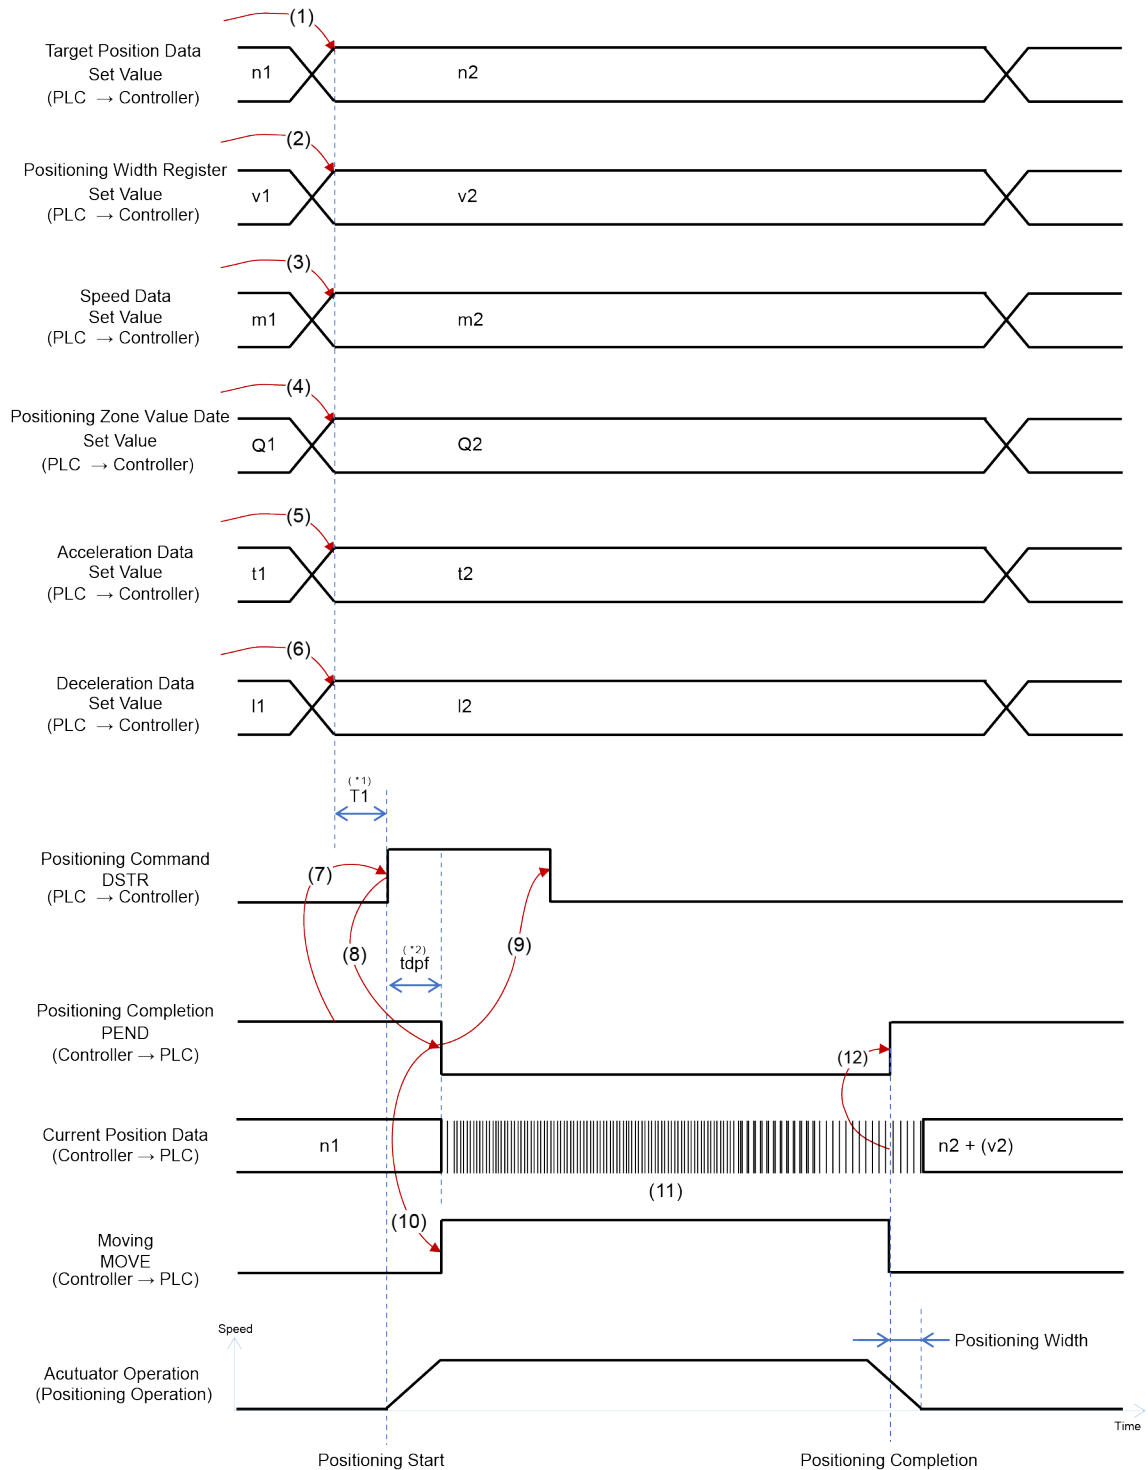 (1)
Target Position Data
Set Value
(PLC → Controller)
n1
n2
(2)
Positioning Width Register
Set Value
(PLC → Controller)
v1
v2
(3)
Speed Data
Set Value
(PLC → Controller)
m1
m2
(4)
Positioning Zone Value Date
Set Value
(PLC → Controller)
Q1
Q2
(5)
Acceleration Data
Set Value
(PLC → Controller)
t1
t2
(6)
Deceleration Data
Set Value
(PLC → Controller)
l1
l2
(*1)
T1
Positioning Command
DSTR
(PLC → Controller)
(7)
(8)
(9)
(*2)
tdpf
Positioning Completion
PEND
(Controller → PLC)
(12)
Current Position Data
(Controller → PLC)
n1
n2 + (v2)
(11)
(10)
Moving
MOVE
(Controller → PLC)
Speed
Positioning Width
Acutuator Operation
(Positioning Operation)
Time
Positioning Start
Positioning Completion